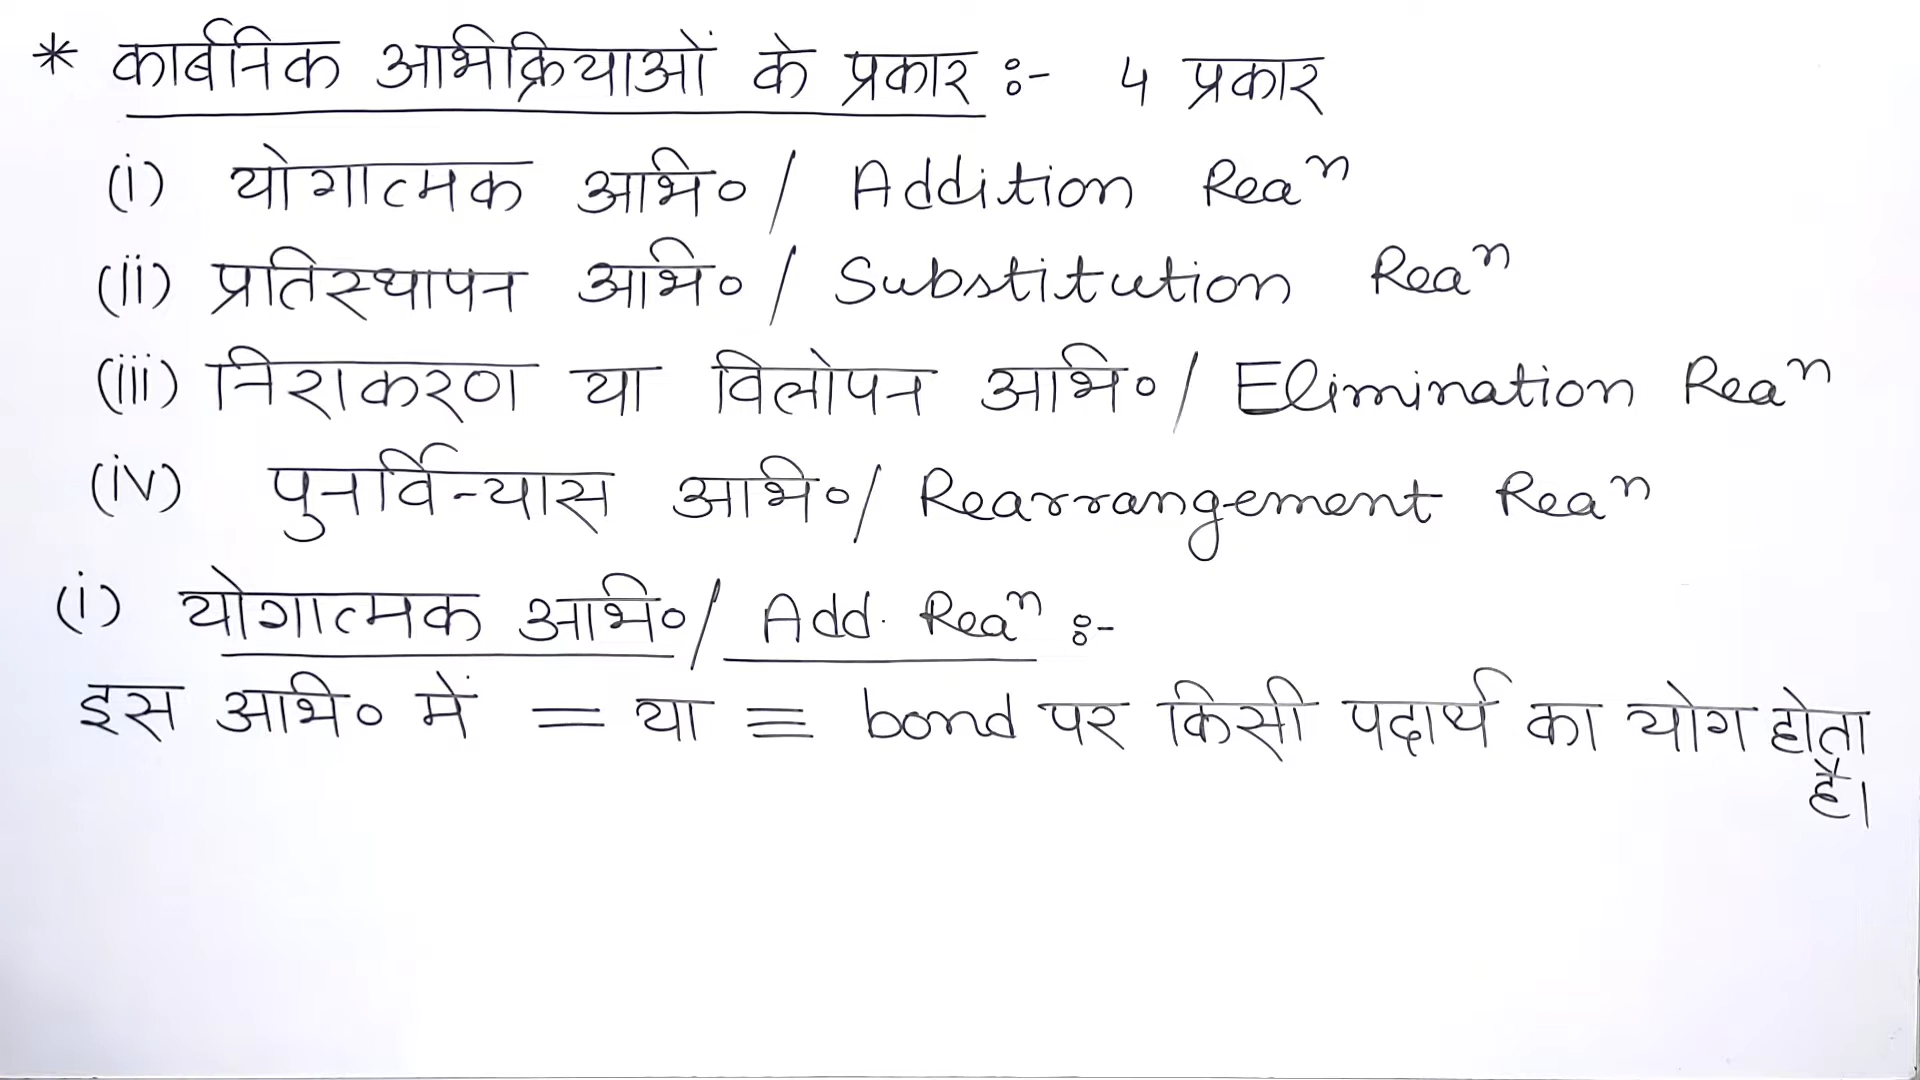 * कार्बनिक अभिक्रियाओं के प्रकार :- 4 प्रकार
(i) योगात्मक अभि० / Addition Reaⁿ
(ii) प्रतिस्थापन अभि० / Substitution Reaⁿ
(iii) निराकरण या विलोपन अभि० / Elimination Reaⁿ
(iv) पुनर्विन्यास अभि० / Rearrangement Reaⁿ
(i) योगात्मक अभि० / Add. Reaⁿ :-
इस अभि० में = या ≡ bond पर किसी पदार्थ का योग होता
है।